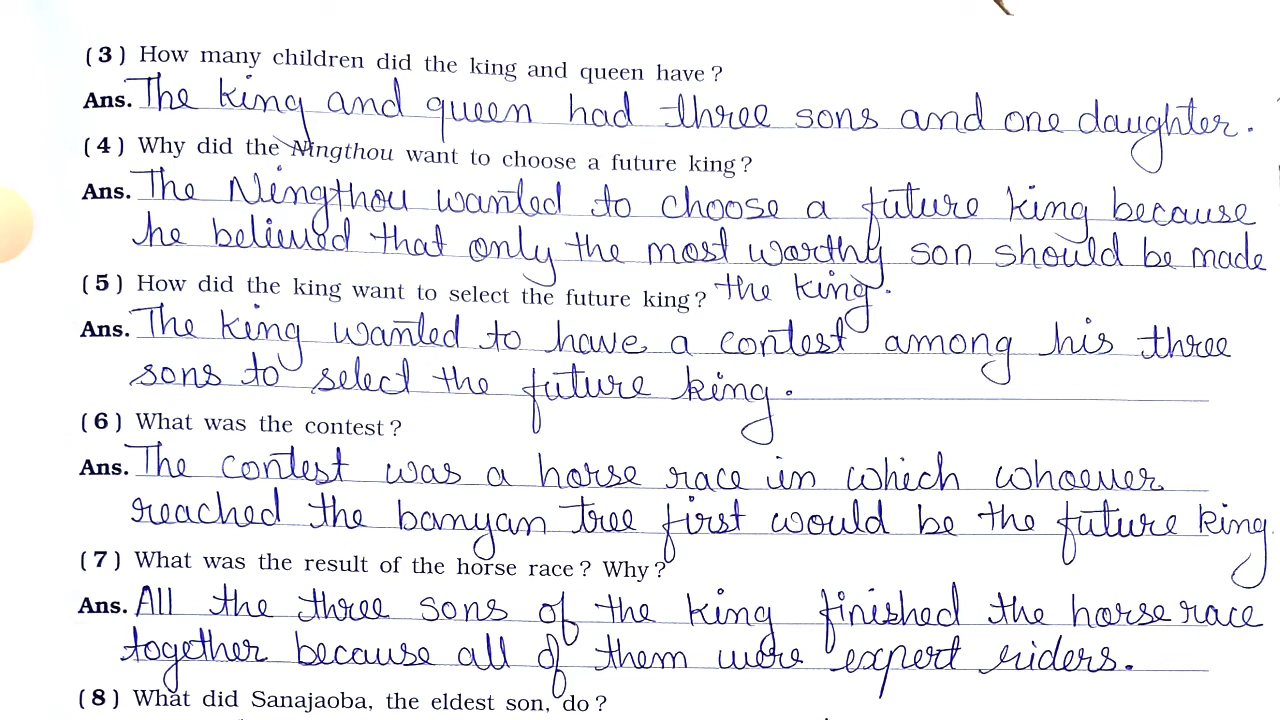 (3) How many children did the king and queen have ?
Ans. The king and queen had three sons and one daughter.
(4) Why did the Ningthou want to choose a future king ?
Ans. The Ningthou wanted to choose a future king because
he believed that only the most worthy son should be made
the king.
(5) How did the king want to select the future king ?
Ans. The king wanted to have a contest among his three
sons to select the future king.
(6) What was the contest ?
Ans. The contest was a horse race in which whoever
reached the banyan tree first would be the future king.
(7) What was the result of the horse race ? Why ?
Ans. All the three sons of the king finished the horse race
together because all of them were expert riders.
(8) What did Sanajaoba, the eldest son, do ?